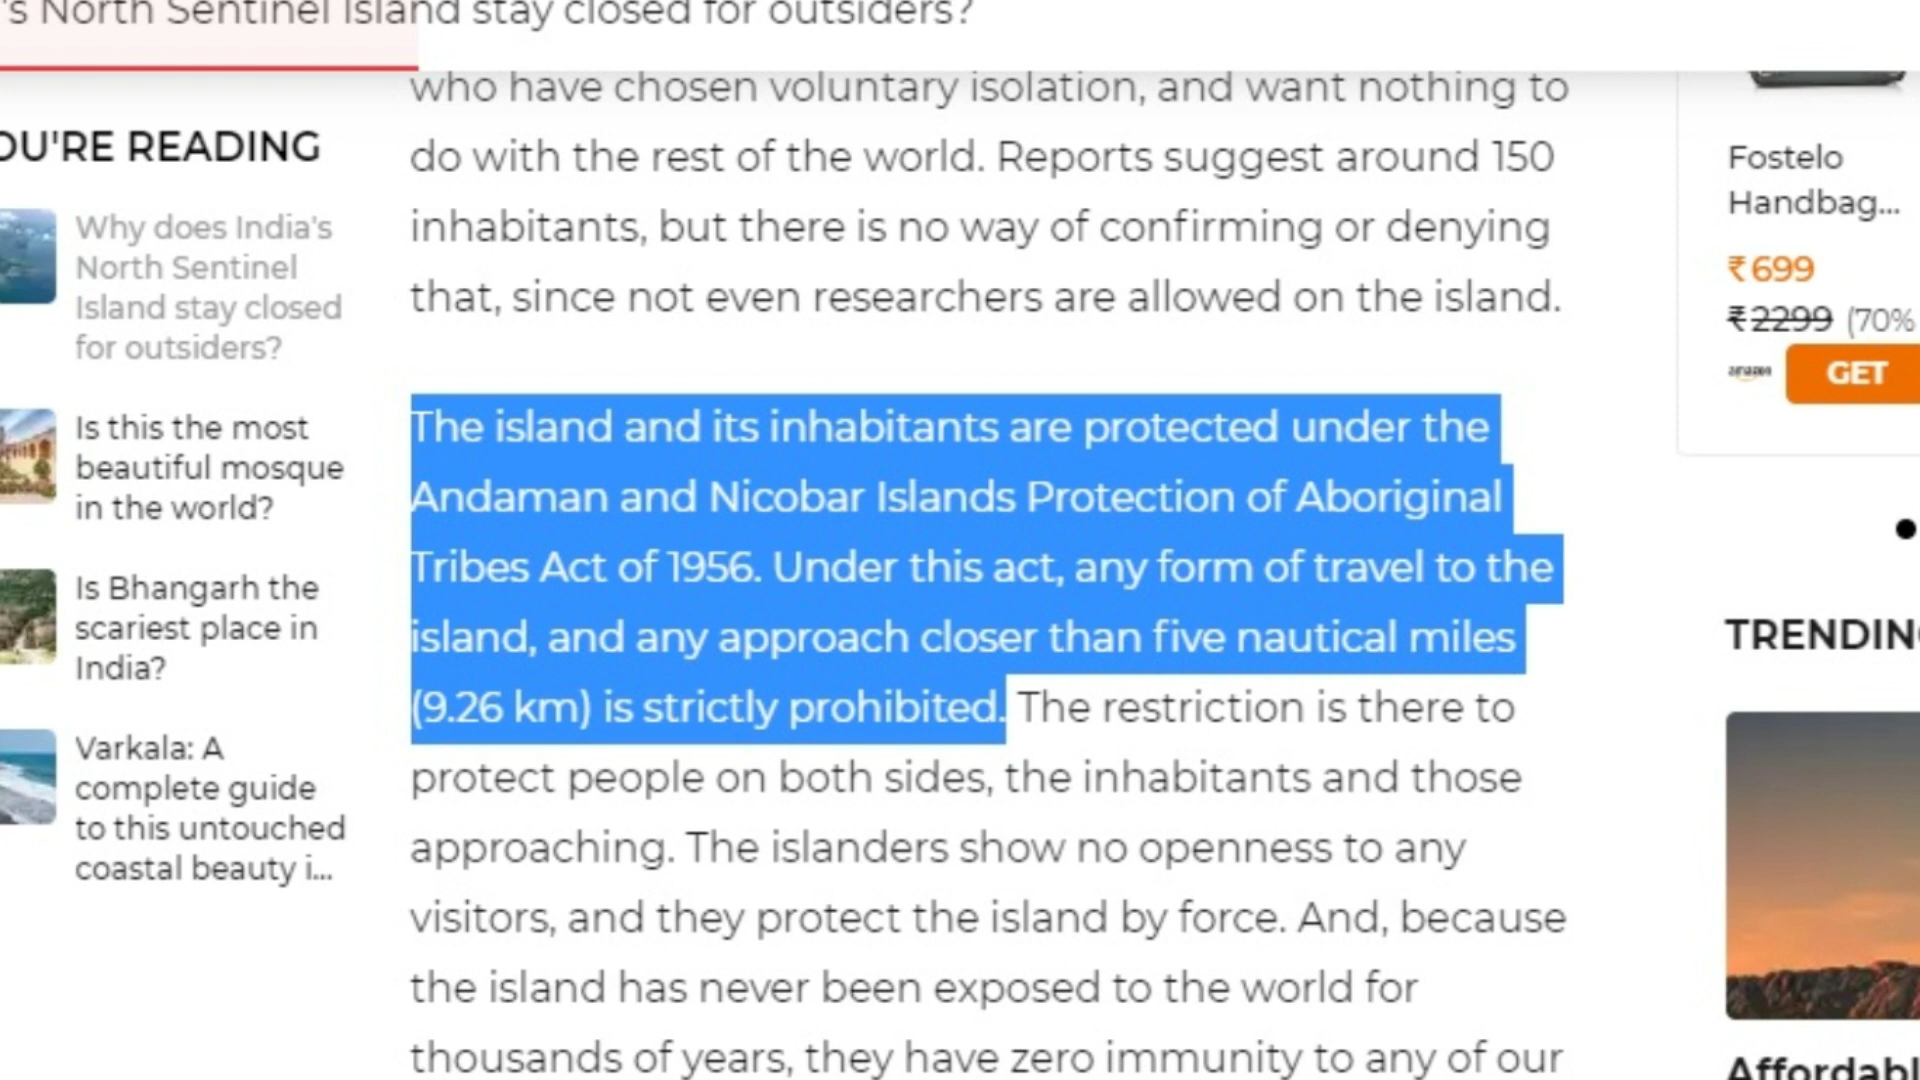 's North Sentinel Island stay closed for outsiders?
OU'RE READING
Why does India's
North Sentinel
Island stay closed
for outsiders?
Is this the most
beautiful mosque
in the world?
Is Bhangarh the
scariest place in
India?
Varkala: A
complete guide
to this untouched
coastal beauty i...
who have chosen voluntary isolation, and want nothing to
do with the rest of the world. Reports suggest around 150
inhabitants, but there is no way of confirming or denying
that, since not even researchers are allowed on the island.
The island and its inhabitants are protected under the
Andaman and Nicobar Islands Protection of Aboriginal
Tribes Act of 1956. Under this act, any form of travel to the
island, and any approach closer than five nautical miles
(9.26 km) is strictly prohibited. The restriction is there to
protect people on both sides, the inhabitants and those
approaching. The islanders show no openness to any
visitors, and they protect the island by force. And, because
the island has never been exposed to the world for
thousands of years, they have zero immunity to any of our
Fostelo
Handbag...
₹699
₹2299 (70%
amazon
GET
TRENDING
Affordabl